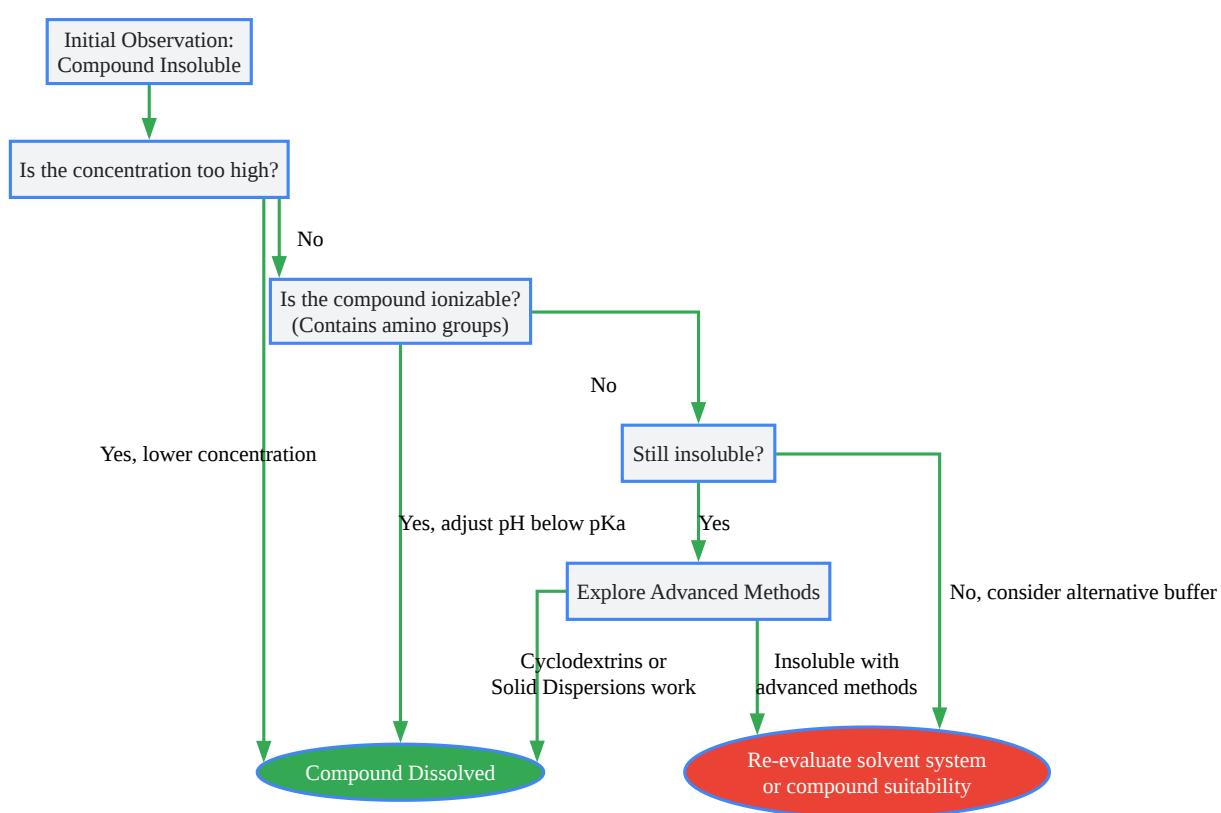 Initial Observation:
Compound Insoluble
Is the concentration too high?
No
Is the compound ionizable?
(Contains amino groups)
No
Yes, lower concentration
Still insoluble?
Yes, adjust pH below pKa
Yes
Explore Advanced Methods
No, consider alternative buffer
Cyclodextrins or
Solid Dispersions work
Insoluble with
advanced methods
Compound Dissolved
Re-evaluate solvent system
or compound suitability